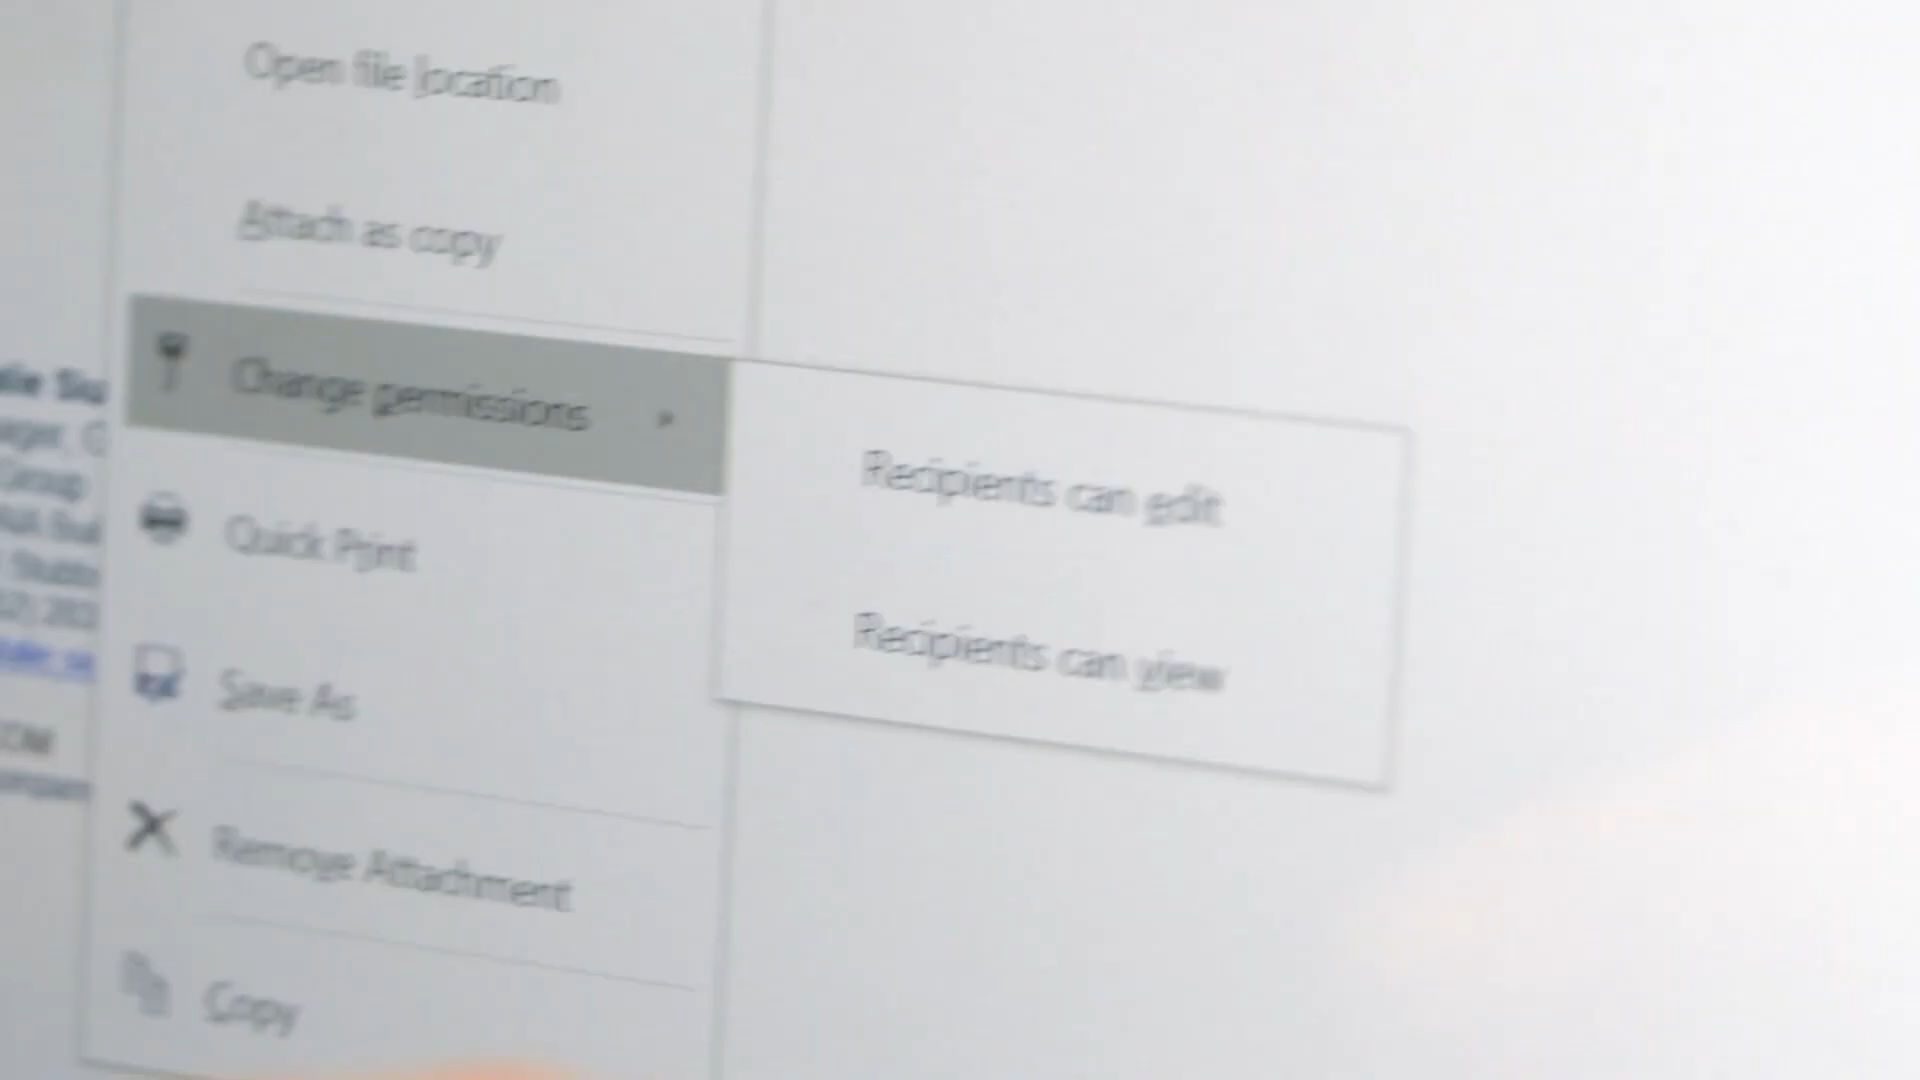 Open file location
Attach as copy
Change permissions
Recipients can edit
Recipients can view
Quick Print
Save As
Remove Attachment
Copy
Group